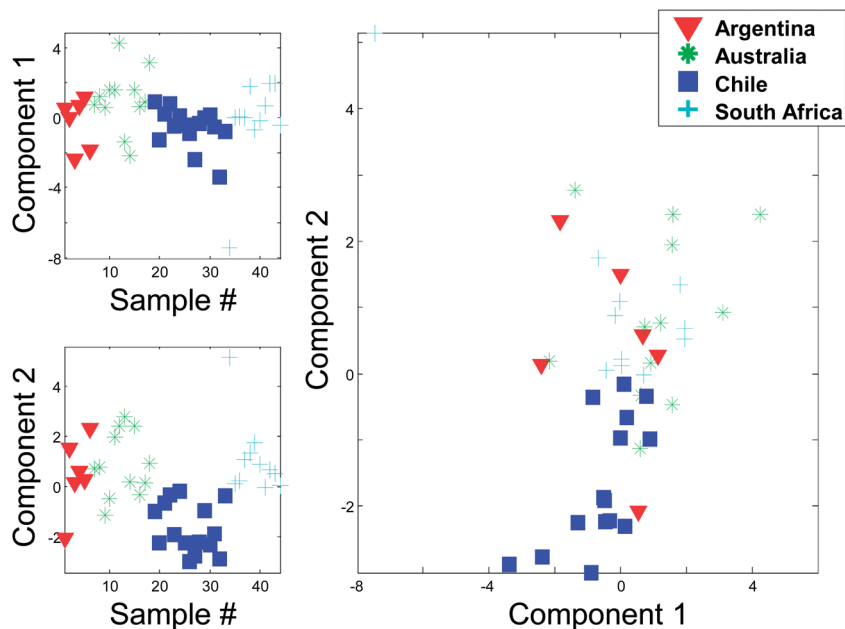 Component 1
4
0
-4
-8
10
20
30
40
Sample #
Component 2
4
2
0
-2
10
20
30
40
Sample #
Component 2
4
2
0
-2
-8
-4
0
4
Component 1
Argentina
Australia
Chile
South Africa